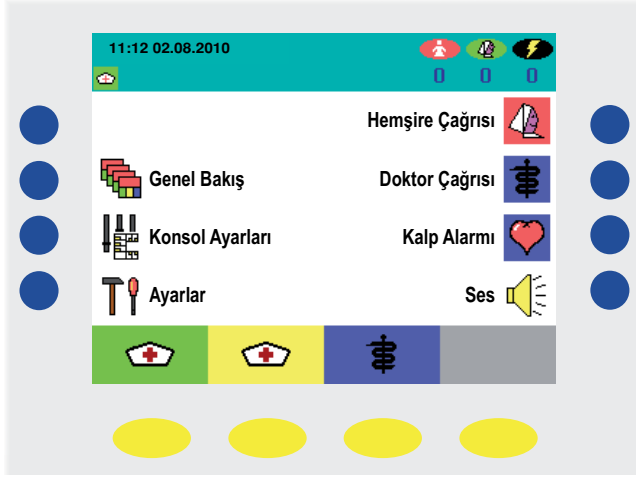 11:12 02.08.2010
0 0 0
Hemşire Çağrısı
Genel Bakış Doktor Çağrısı
Konsol Ayarları Kalp Alarmı
Ayarlar Ses